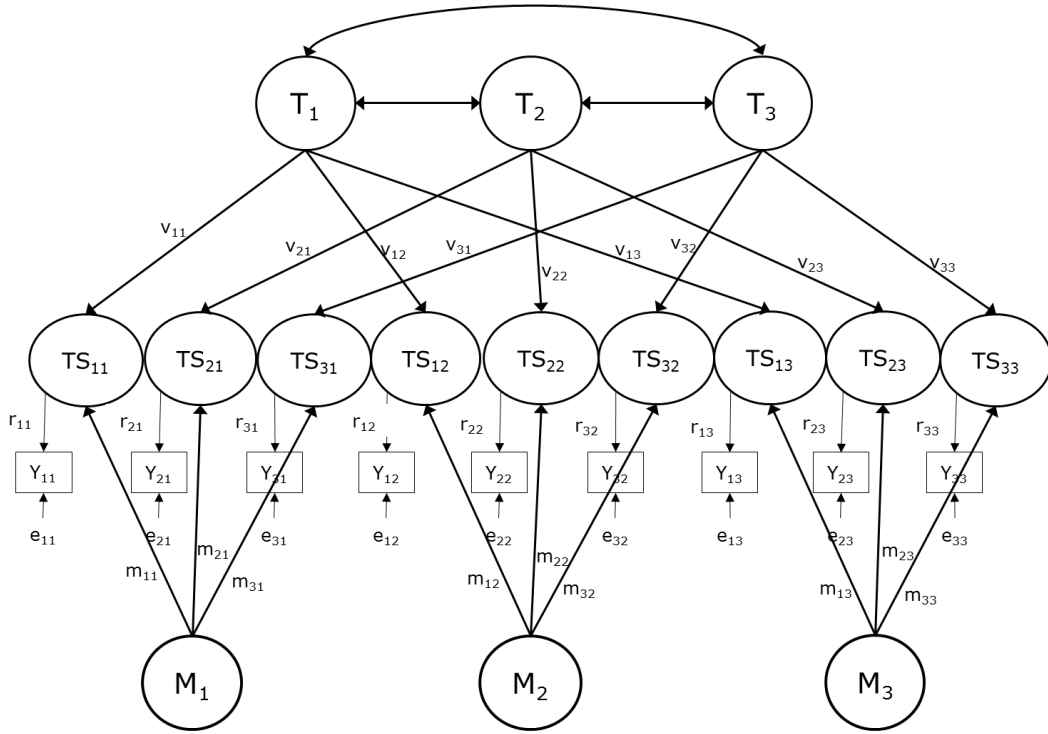 T1 T2 T3
v11 v21 v12 v31 v22 v13 v32 v23 v33
TS11 TS21 TS31 TS12 TS22 TS32 TS13 TS23 TS33
r11 r21 r31 r12 r22 r32 r13 r23 r33
Y11 Y21 Y31 Y12 Y22 Y32 Y13 Y23 Y33
e11 e21 e31 e12 e22 e32 e13 e23 e33
m11 m21 m31 m12 m22 m32 m13 m23 m33
M1 M2 M3